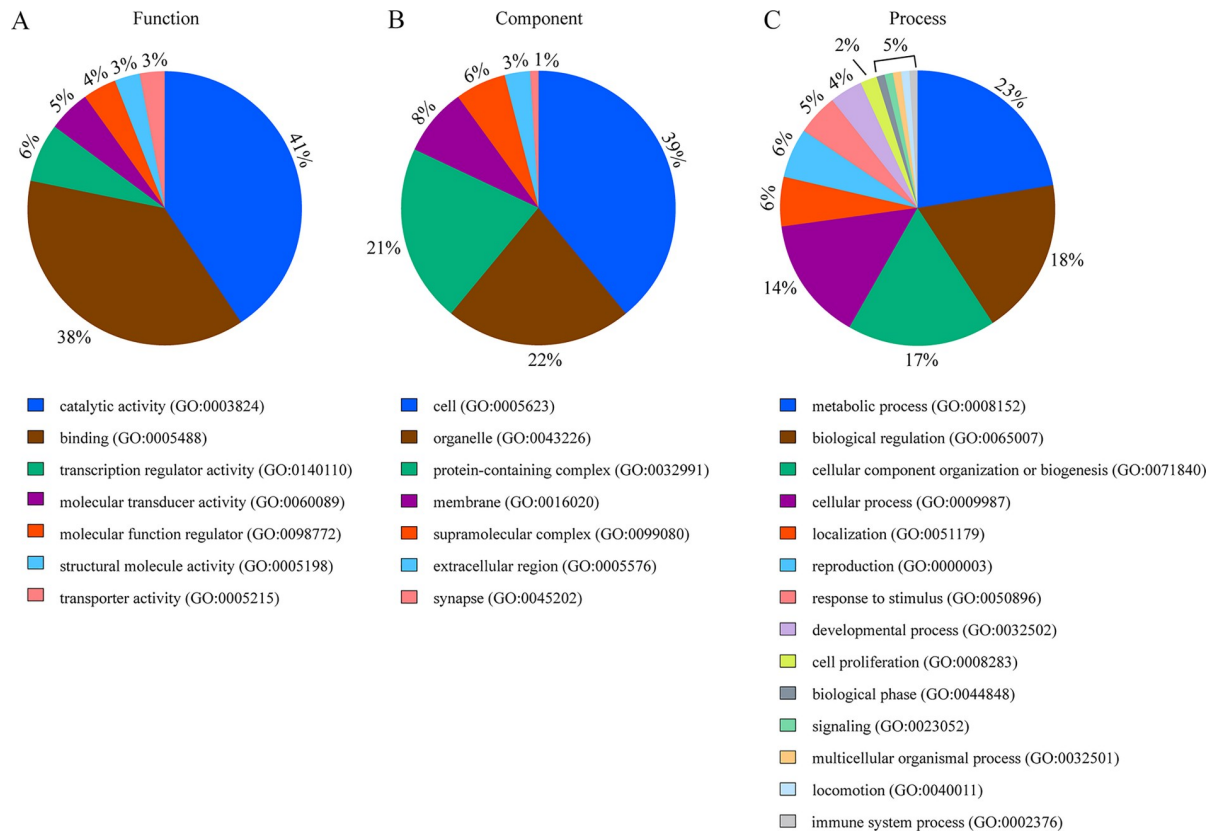 A
Function
3%
3%
4%
5%
6%
41%
38%
catalytic activity (GO:0003824)
binding (GO:0005488)
transcription regulator activity (GO:0140110)
molecular transducer activity (GO:0060089)
molecular function regulator (GO:0098772)
structural molecule activity (GO:0005198)
transporter activity (GO:0005215)
B
Component
1%
3%
6%
8%
39%
21%
22%
cell (GO:0005623)
organelle (GO:0043226)
protein-containing complex (GO:0032991)
membrane (GO:0016020)
supramolecular complex (GO:0099080)
extracellular region (GO:0005576)
synapse (GO:0045202)
C
Process
2%
5%
4%
5%
6%
6%
23%
18%
14%
17%
metabolic process (GO:0008152)
biological regulation (GO:0065007)
cellular component organization or biogenesis (GO:0071840)
cellular process (GO:0009987)
localization (GO:0051179)
reproduction (GO:0000003)
response to stimulus (GO:0050896)
developmental process (GO:0032502)
cell proliferation (GO:0008283)
biological phase (GO:0044848)
signaling (GO:0023052)
multicellular organismal process (GO:0032501)
locomotion (GO:0040011)
immune system process (GO:0002376)